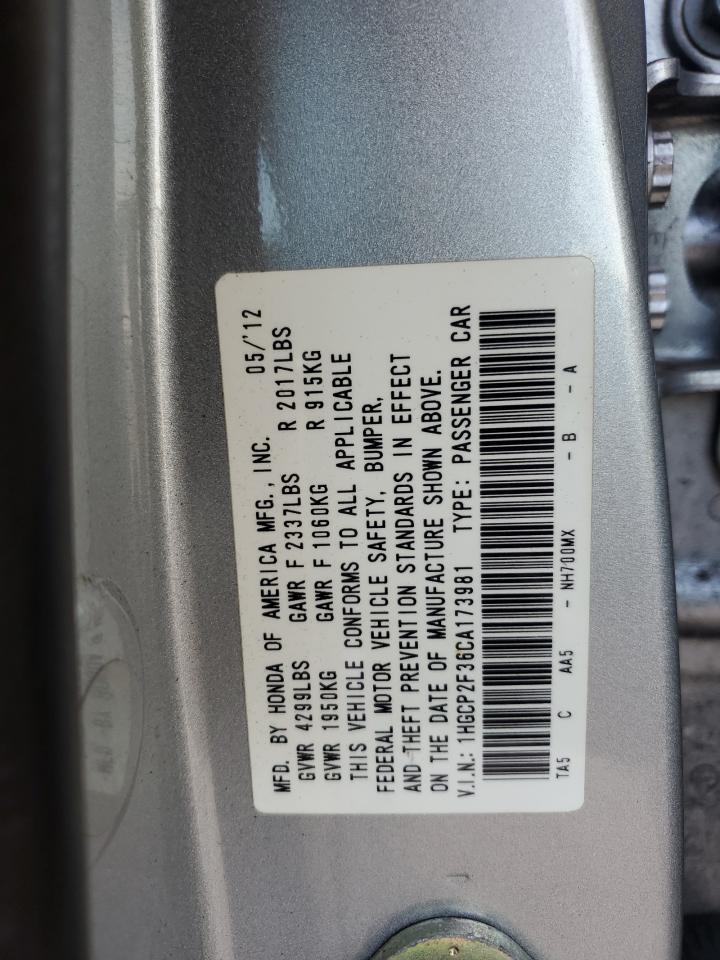 MFD. BY HONDA OF AMERICA MFG., INC. 05/'12
GVWR 4299LBS GAWR F 2337LBS R 2017LBS
GVWR 1950KG GAWR F 1060KG R 915KG
THIS VEHICLE CONFORMS TO ALL APPLICABLE
FEDERAL MOTOR VEHICLE SAFETY, BUMPER,
AND THEFT PREVENTION STANDARDS IN EFFECT
ON THE DATE OF MANUFACTURE SHOWN ABOVE.
V.I.N.: 1HGCP2F36CA173981 TYPE: PASSENGER CAR
TA5 C AA5 - NH700MX - B - A